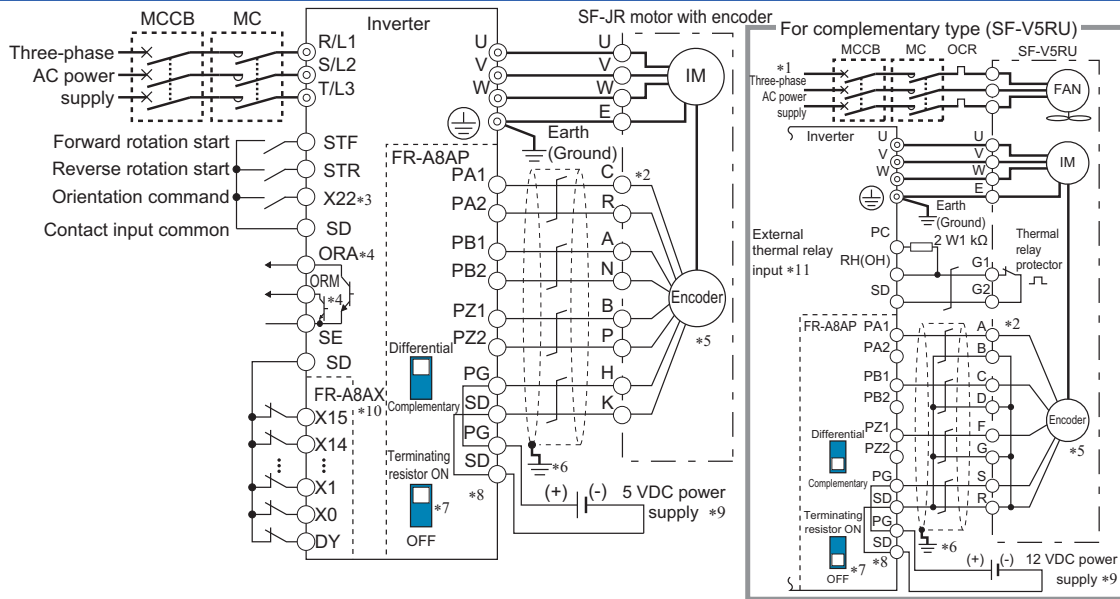 MCCB
MC
Inverter
SF-JR motor with encoder
Three-phase
AC power
supply
R/L1
S/L2
T/L3
U
V
W
U
V
W
E
IM
Earth
(Ground)
Forward rotation start
Reverse rotation start
Orientation command
Contact input common
STF
STR
X22*3
SD
ORA*4
ORM
*4
SE
SD
FR-A8AX
*10
X15
X14
X1
X0
DY
FR-A8AP
PA1
PA2
PB1
PB2
PZ1
PZ2
PG
SD
PG
SD
C
*2
R
A
N
B
P
H
K
Encoder
*5
Differential
Complementary
Terminating
resistor ON
*7
OFF
*8
*6
(+)
(-)
5 VDC power
supply *9
For complementary type (SF-V5RU)
MCCB
MC
OCR
SF-V5RU
*1
Three-phase
AC power
supply
FAN
Inverter
U
V
W
U
V
W
E
IM
Earth
(Ground)
External
thermal relay
input *11
PC
2 W1 kΩ
RH(OH)
SD
G1
G2
Thermal
relay
protector
FR-A8AP
PA1
PA2
PB1
PB2
PZ1
PZ2
PG
SD
PG
SD
A
*2
B
C
D
F
G
S
R
Encoder
*5
Differential
Complementary
Terminating
resistor ON
*7
OFF
*8
*6
(+)
(-)
12 VDC power
supply *9